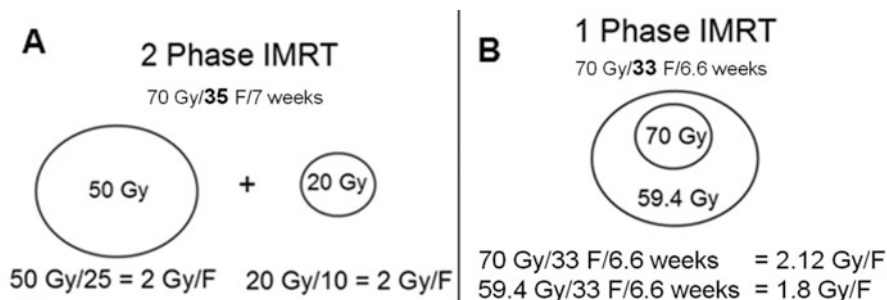 A
2 Phase IMRT
70 Gy/35 F/7 weeks
50 Gy
+
20 Gy
50 Gy/25 = 2 Gy/F
20 Gy/10 = 2 Gy/F
B
1 Phase IMRT
70 Gy/33 F/6.6 weeks
70 Gy
59.4 Gy
70 Gy/33 F/6.6 weeks = 2.12 Gy/F
59.4 Gy/33 F/6.6 weeks = 1.8 Gy/F